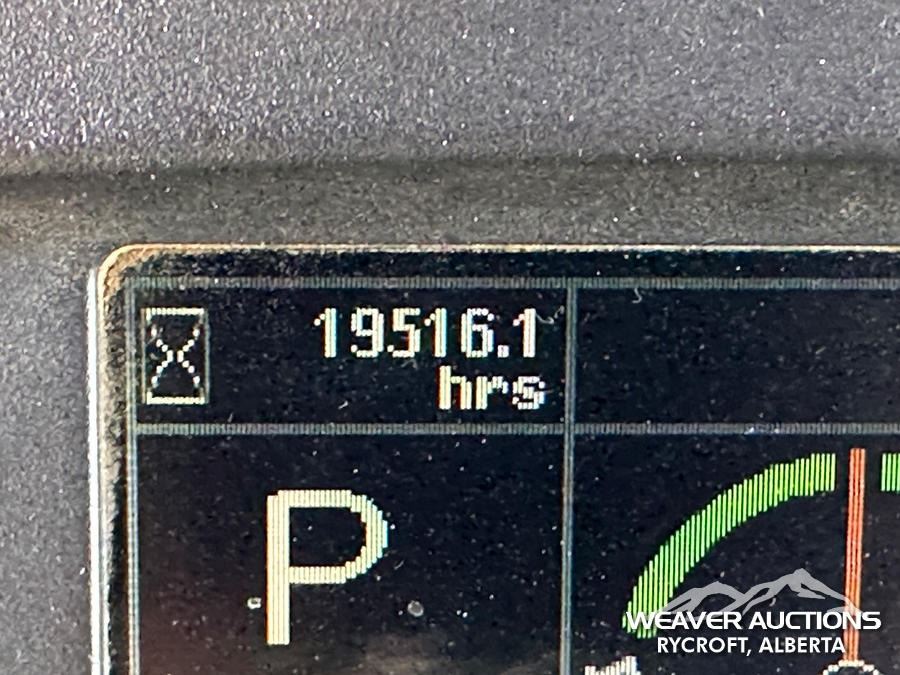 19516.1
hrs
P
WEAVER AUCTIONS
RYCROFT, ALBERTA